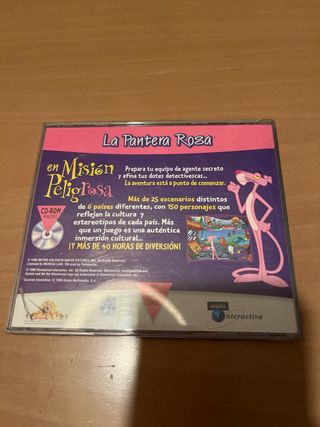 La Pantera Rosa
en Misión
Peligrosa
Prepara tu equipo de agente secreto
y afina tus dotes detectivescas...
La aventura está a punto de comenzar.
CD-ROM
Más de 25 escenarios distintos
de 6 países diferentes, con 150 personajes que
reflejan la cultura y
estereotipos de cada país. Más
que un juego es una auténtica
inmersión cultural...
¡Y MÁS DE 40 HORAS DE DIVERSIÓN!
interactiva